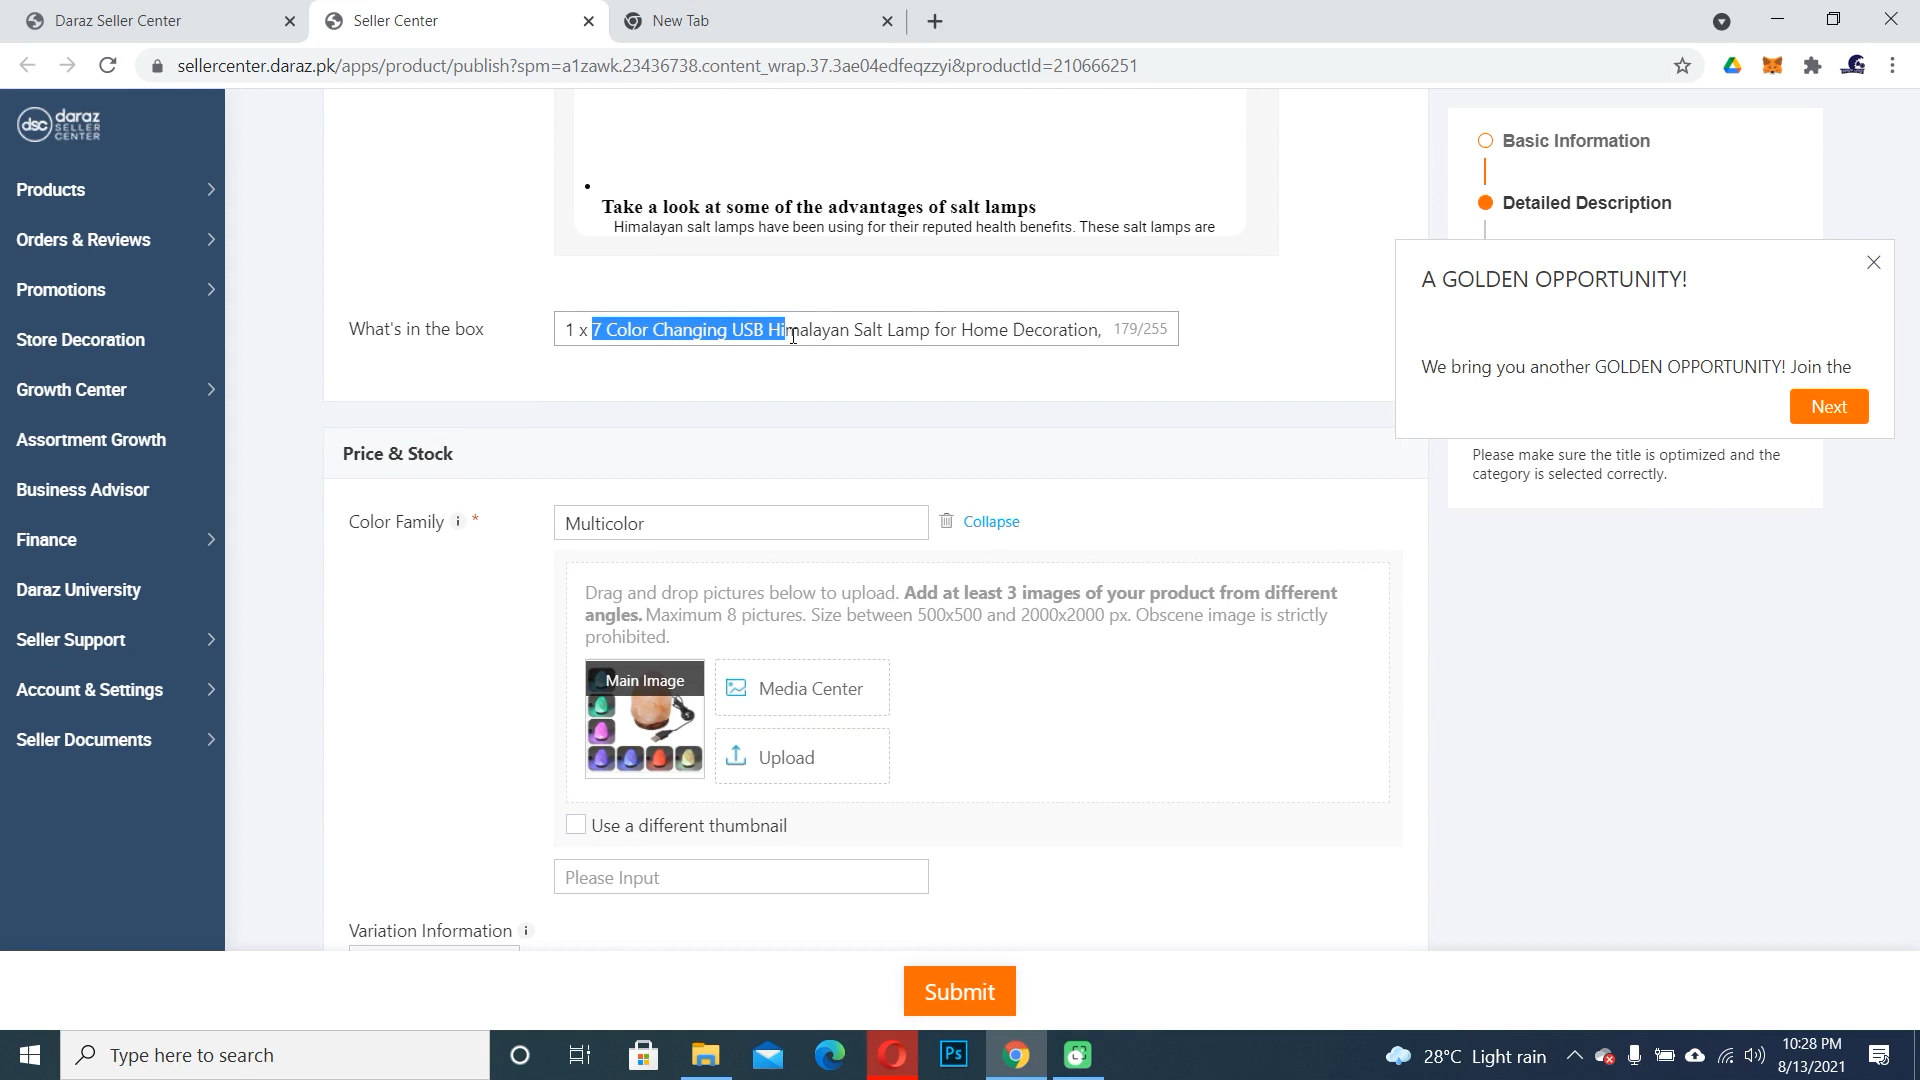 Daraz Seller Center
Seller Center
New Tab
sellercenter.daraz.pk/apps/product/publish?spm=a1zawk.23436738.content_wrap.37.3ae04edfeqzzyi&productId=210666251
dsc daraz
SELLER
CENTER
Products
Orders & Reviews
Promotions
Store Decoration
Growth Center
Assortment Growth
Business Advisor
Finance
Daraz University
Seller Support
Account & Settings
Seller Documents
Take a look at some of the advantages of salt lamps
Himalayan salt lamps have been using for their reputed health benefits. These salt lamps are
What's in the box
1 x 7 Color Changing USB Himalayan Salt Lamp for Home Decoration, 179/255
Price & Stock
Color Family i *
Multicolor
Collapse
Drag and drop pictures below to upload. Add at least 3 images of your product from different
angles. Maximum 8 pictures. Size between 500x500 and 2000x2000 px. Obscene image is strictly
prohibited.
Main Image
Media Center
Upload
Use a different thumbnail
Please Input
Variation Information i
Basic Information
Detailed Description
A GOLDEN OPPORTUNITY!
We bring you another GOLDEN OPPORTUNITY! Join the
Next
Please make sure the title is optimized and the
category is selected correctly.
Submit
Type here to search
Ps
28°C Light rain
10:28 PM
8/13/2021